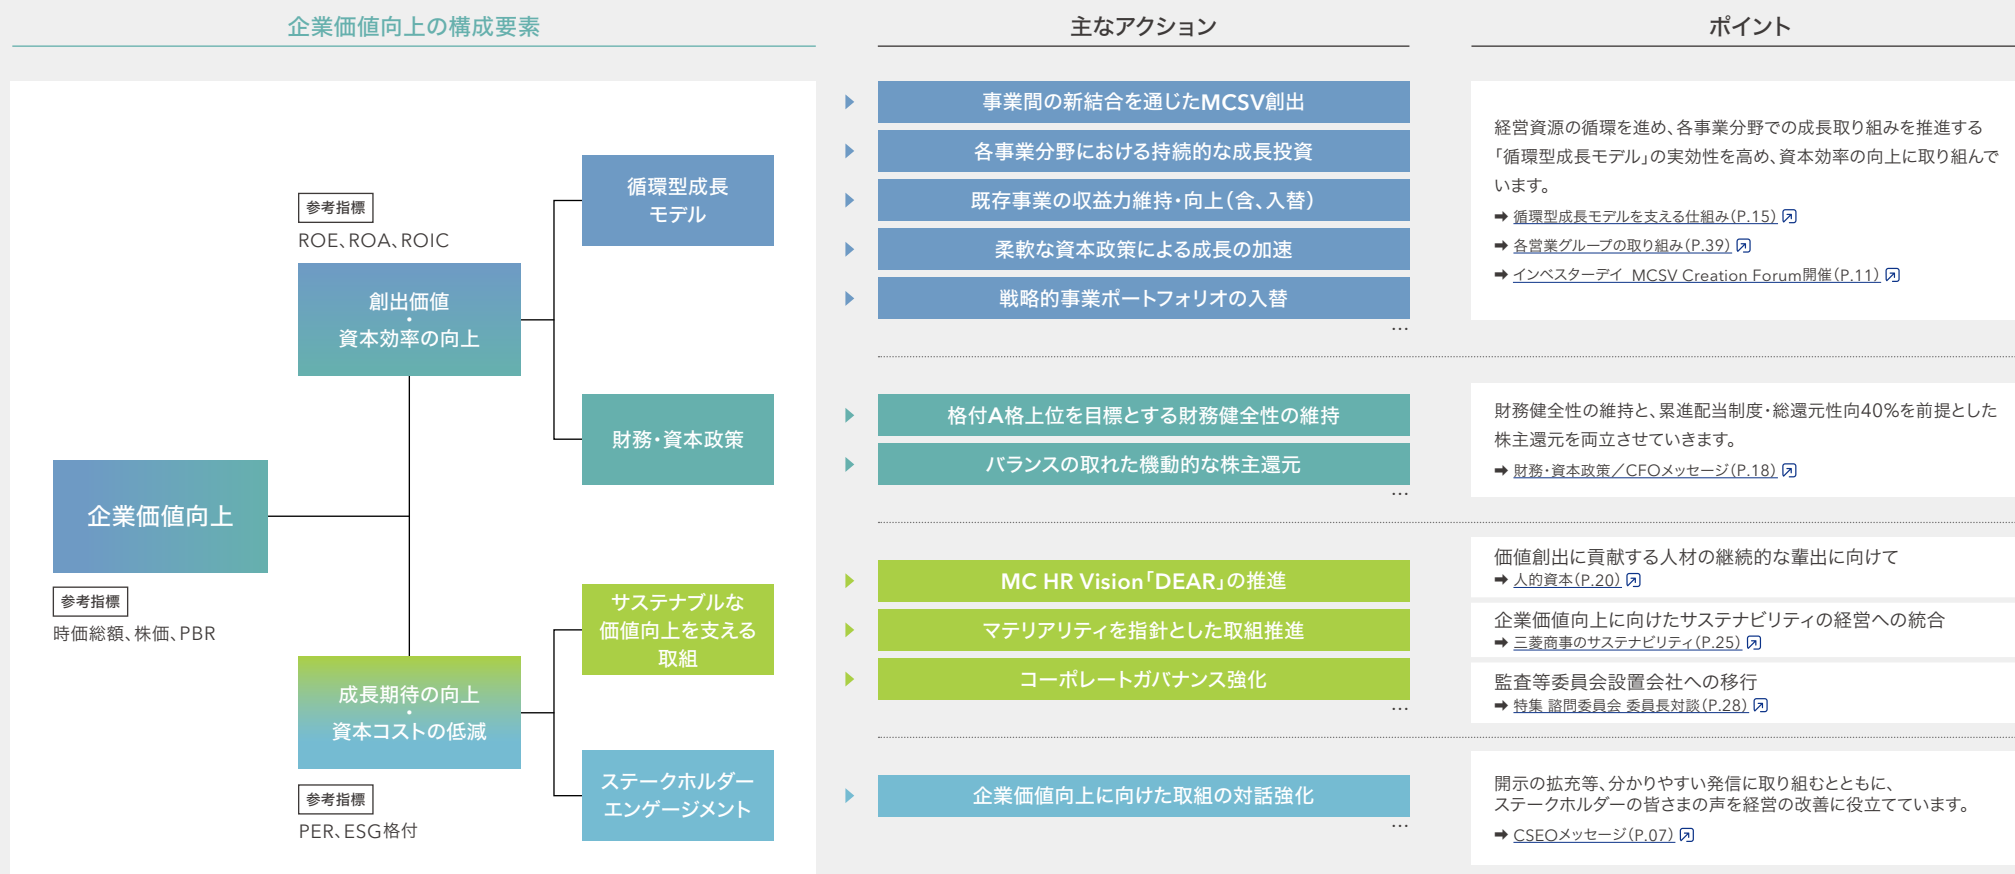 企業価値向上の構成要素
主なアクション
ポイント
企業価値向上
参考指標
時価総額、株価、PBR
参考指標
ROE、ROA、ROIC
創出価値
・
資本効率の向上
成長期待の向上
・
資本コストの低減
参考指標
PER、ESG格付
循環型成長
モデル
財務・資本政策
サステナブルな
価値向上を支える
取組
ステークホルダー
エンゲージメント
事業間の新結合を通じたMCSV創出
各事業分野における持続的な成長投資
既存事業の収益力維持・向上（含、入替）
柔軟な資本政策による成長の加速
戦略的事業ポートフォリオの入替
…
経営資源の循環を進め、各事業分野での成長取り組みを推進する
「循環型成長モデル」の実効性を高め、資本効率の向上に取り組んで
います。
➡ 循環型成長モデルを支える仕組み（P.15）
➡ 各営業グループの取り組み（P.39）
➡ インベスターデイ MCSV Creation Forum開催（P.11）
格付A格上位を目標とする財務健全性の維持
バランスの取れた機動的な株主還元
…
財務健全性の維持と、累進配当制度・総還元性向40%を前提とした
株主還元を両立させていきます。
➡ 財務・資本政策／CFOメッセージ（P.18）
MC HR Vision「DEAR」の推進
マテリアリティを指針とした取組推進
コーポレートガバナンス強化
…
価値創出に貢献する人材の継続的な輩出に向けて
➡ 人的資本（P.20）
企業価値向上に向けたサステナビリティの経営への統合
➡ 三菱商事のサステナビリティ（P.25）
監査等委員会設置会社への移行
➡ 特集 諮問委員会 委員長対談（P.28）
企業価値向上に向けた取組の対話強化
…
開示の拡充等、分かりやすい発信に取り組むとともに、
ステークホルダーの皆さまの声を経営の改善に役立てています。
➡ CSEOメッセージ（P.07）